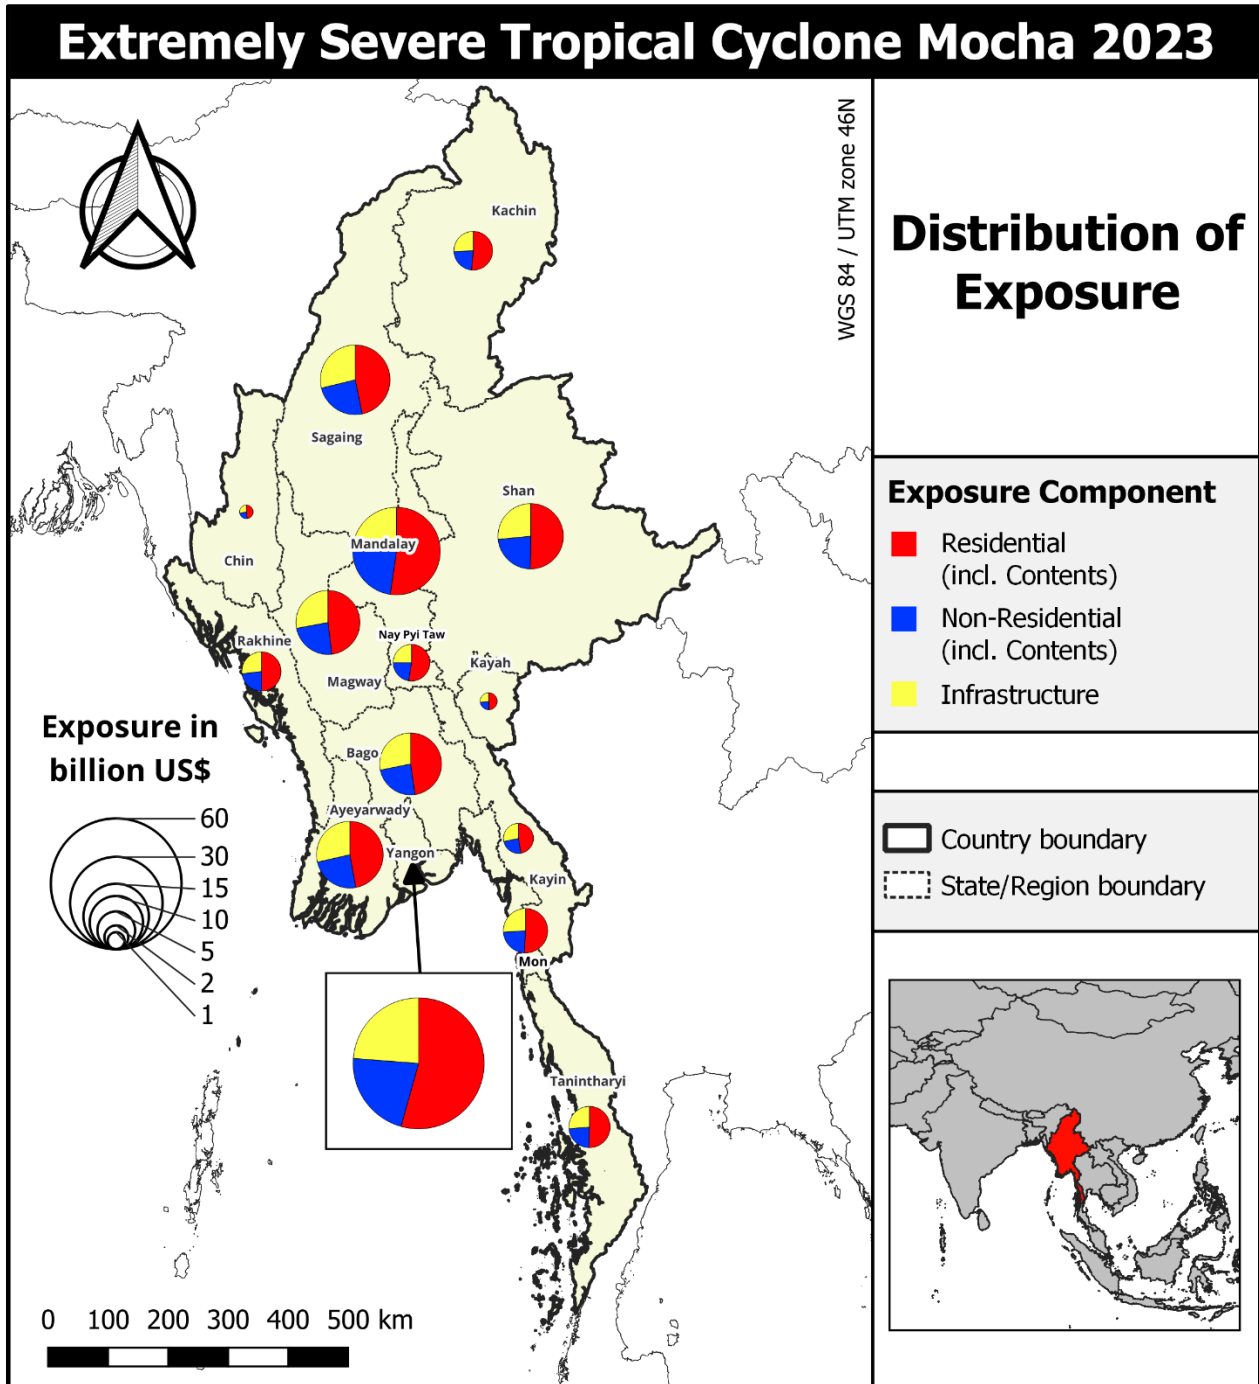 Extremely Severe Tropical Cyclone Mocha 2023
WGS 84 / UTM zone 46N
Kachin
Sagaing
Shan
Mandalay
Chin
Rakhine
Nay Pyi Taw
Kayah
Magway
Bago
Ayeyarwady
Yangon
Kayin
Mon
Tanintharyi
Exposure in
billion US$
60
30
15
10
5
2
1
0 100 200 300 400 500 km
Distribution of
Exposure
Exposure Component
Residential
(incl. Contents)
Non-Residential
(incl. Contents)
Infrastructure
Country boundary
State/Region boundary